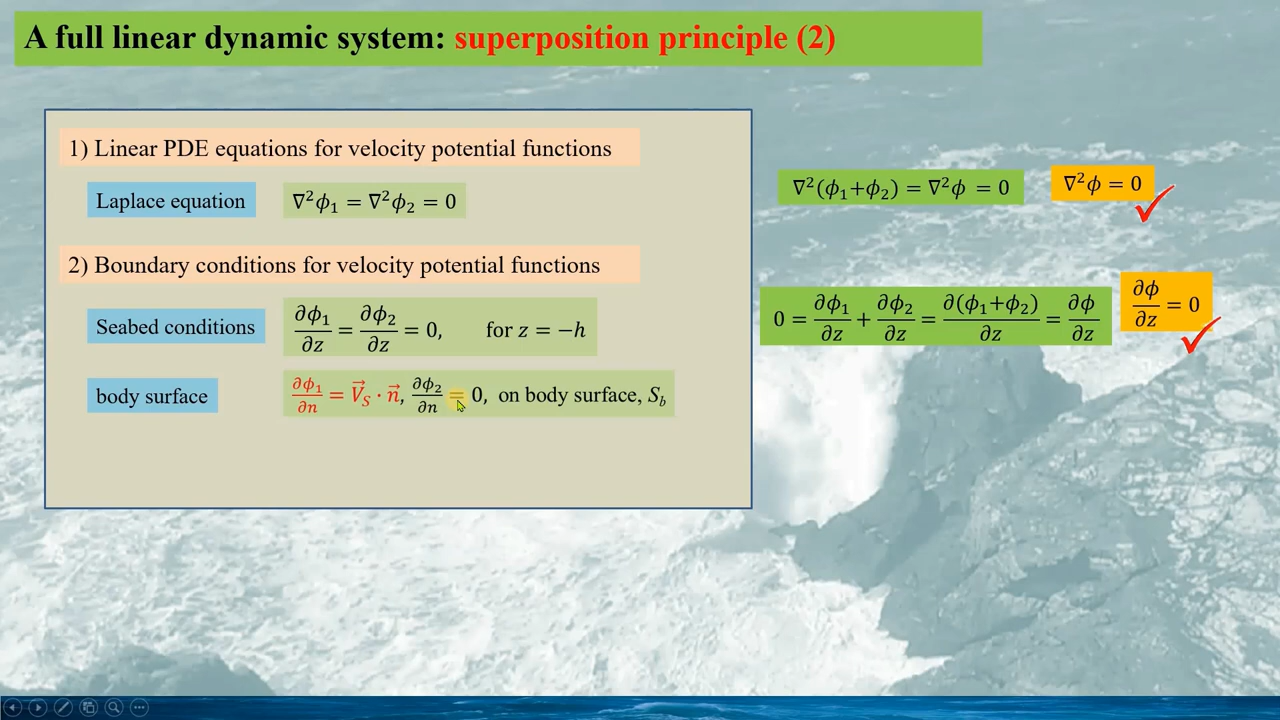 A full linear dynamic system: superposition principle (2)
1) Linear PDE equations for velocity potential functions
Laplace equation ∇²ϕ₁ = ∇²ϕ₂ = 0
∇²(ϕ₁+ϕ₂) = ∇²ϕ = 0 ∇²ϕ = 0
2) Boundary conditions for velocity potential functions
Seabed conditions ∂ϕ₁/∂z = ∂ϕ₂/∂z = 0, for z = −h
0 = ∂ϕ₁/∂z + ∂ϕ₂/∂z = ∂(ϕ₁+ϕ₂)/∂z = ∂ϕ/∂z ∂ϕ/∂z = 0
body surface ∂ϕ₁/∂n = V⃗_S · n⃗, ∂ϕ₂/∂n = 0, on body surface, S_b